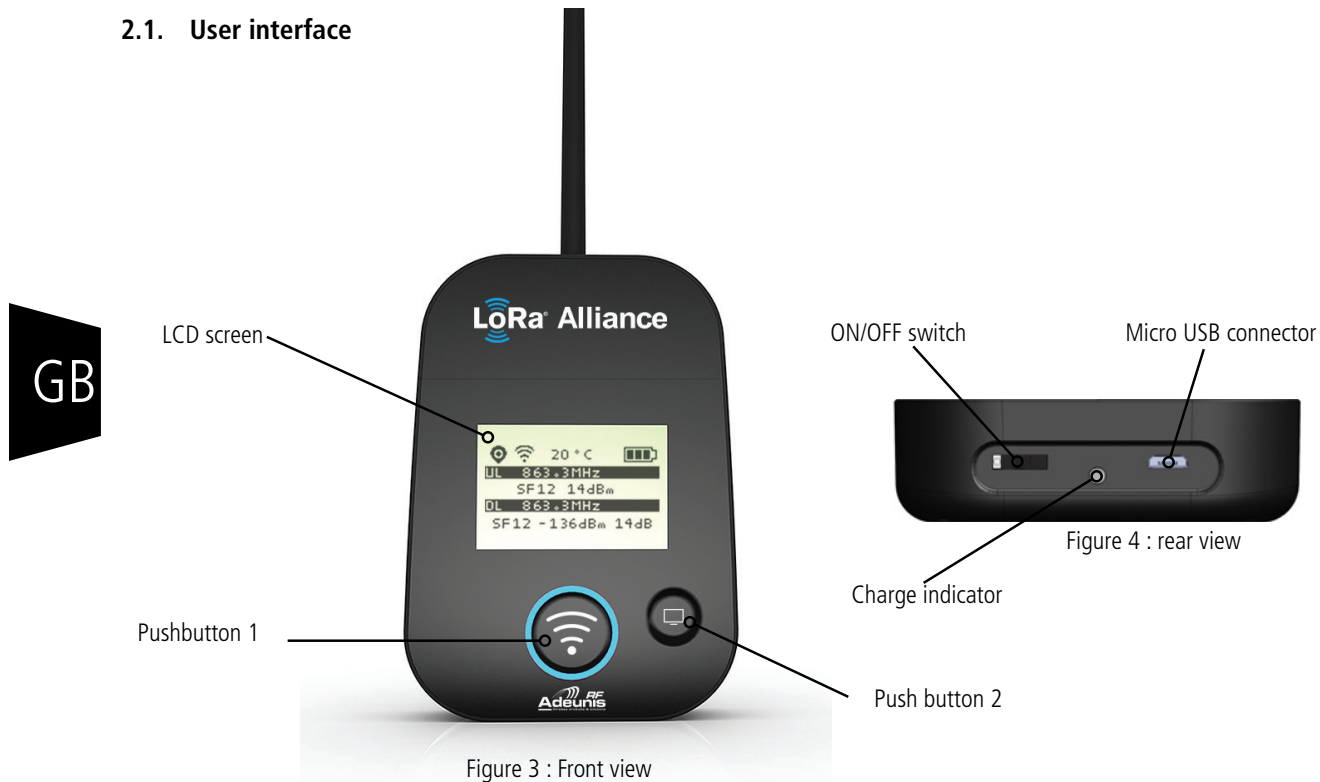 2.1. User interface
LoRa Alliance
LCD screen
GB
20°C
UL 863.3MHz
SF12 14dBm
DL 863.3MHz
SF12 -136dBm 14dB
Pushbutton 1
Push button 2
Adeunis RF
Figure 3 : Front view
ON/OFF switch
Micro USB connector
Figure 4 : rear view
Charge indicator